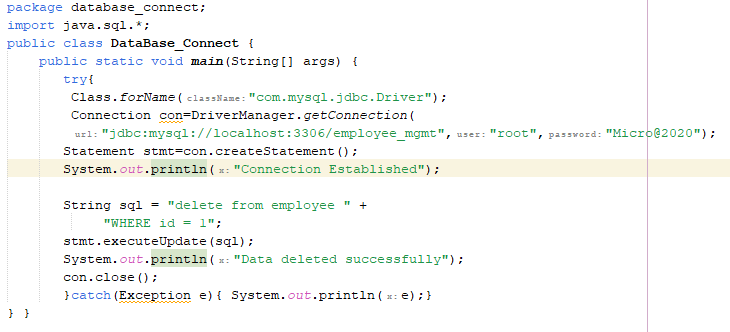 package database_connect;
import java.sql.*;
public class DataBase_Connect {
public static void main(String[] args) {
try{
Class.forName( className: "com.mysql.jdbc.Driver");
Connection con=DriverManager.getConnection(
url: "jdbc:mysql://localhost:3306/employee_mgmt", user: "root", password: "Micro@2020");
Statement stmt=con.createStatement();
System.out.println( x: "Connection Established");
String sql = "delete from employee " +
"WHERE id = 1";
stmt.executeUpdate(sql);
System.out.println( x: "Data deleted successfully");
con.close();
}catch(Exception e){ System.out.println( x: e);}
} }